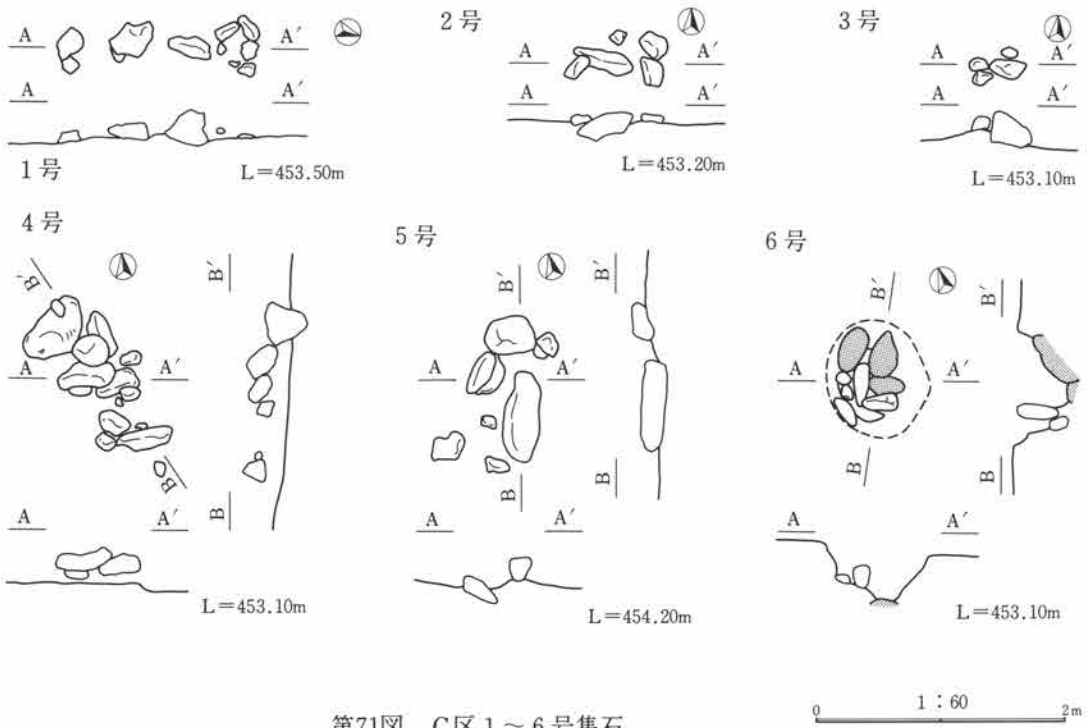 1号
A A′
A A′
L＝453.50m
2号
A A′
A A′
L＝453.20m
3号
A A′
A A′
L＝453.10m
4号
B′ B′
A A′
B B
A A′
L＝453.10m
5号
B′ B′
A A′
B B
A A′
L＝454.20m
6号
B′ B′
A A′
B B
A A′
L＝453.10m
第71図 C区1～6号集石
1：60
0 2m